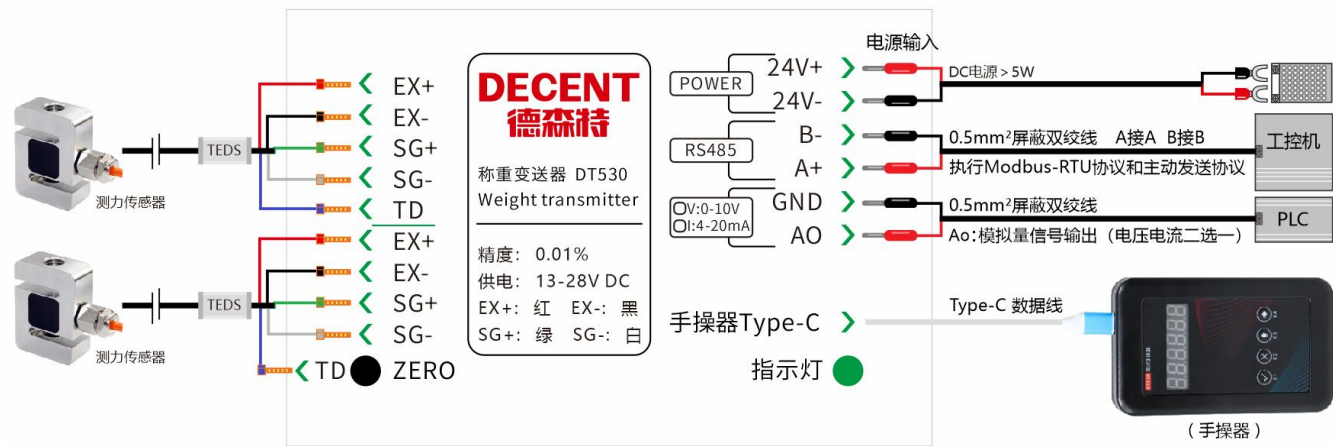 测力传感器
TEDS
EX+
EX-
SG+
SG-
TD
测力传感器
TEDS
EX+
EX-
SG+
SG-
TD
ZERO
DECENT
德森特
称重变送器 DT530
Weight transmitter
精度： 0.01%
供电： 13-28V DC
EX+： 红 EX-： 黑
SG+： 绿 SG-： 白
POWER
RS485
V:0-10V
I:4-20mA
电源输入
24V+
24V-
B-
A+
GND
AO
手操器Type-C
指示灯
DC电源＞5W
0.5mm²屏蔽双绞线 A接A B接B
执行Modbus-RTU协议和主动发送协议
工控机
0.5mm²屏蔽双绞线
Ao：模拟量信号输出（电压电流二选一）
PLC
Type-C 数据线
（手操器）